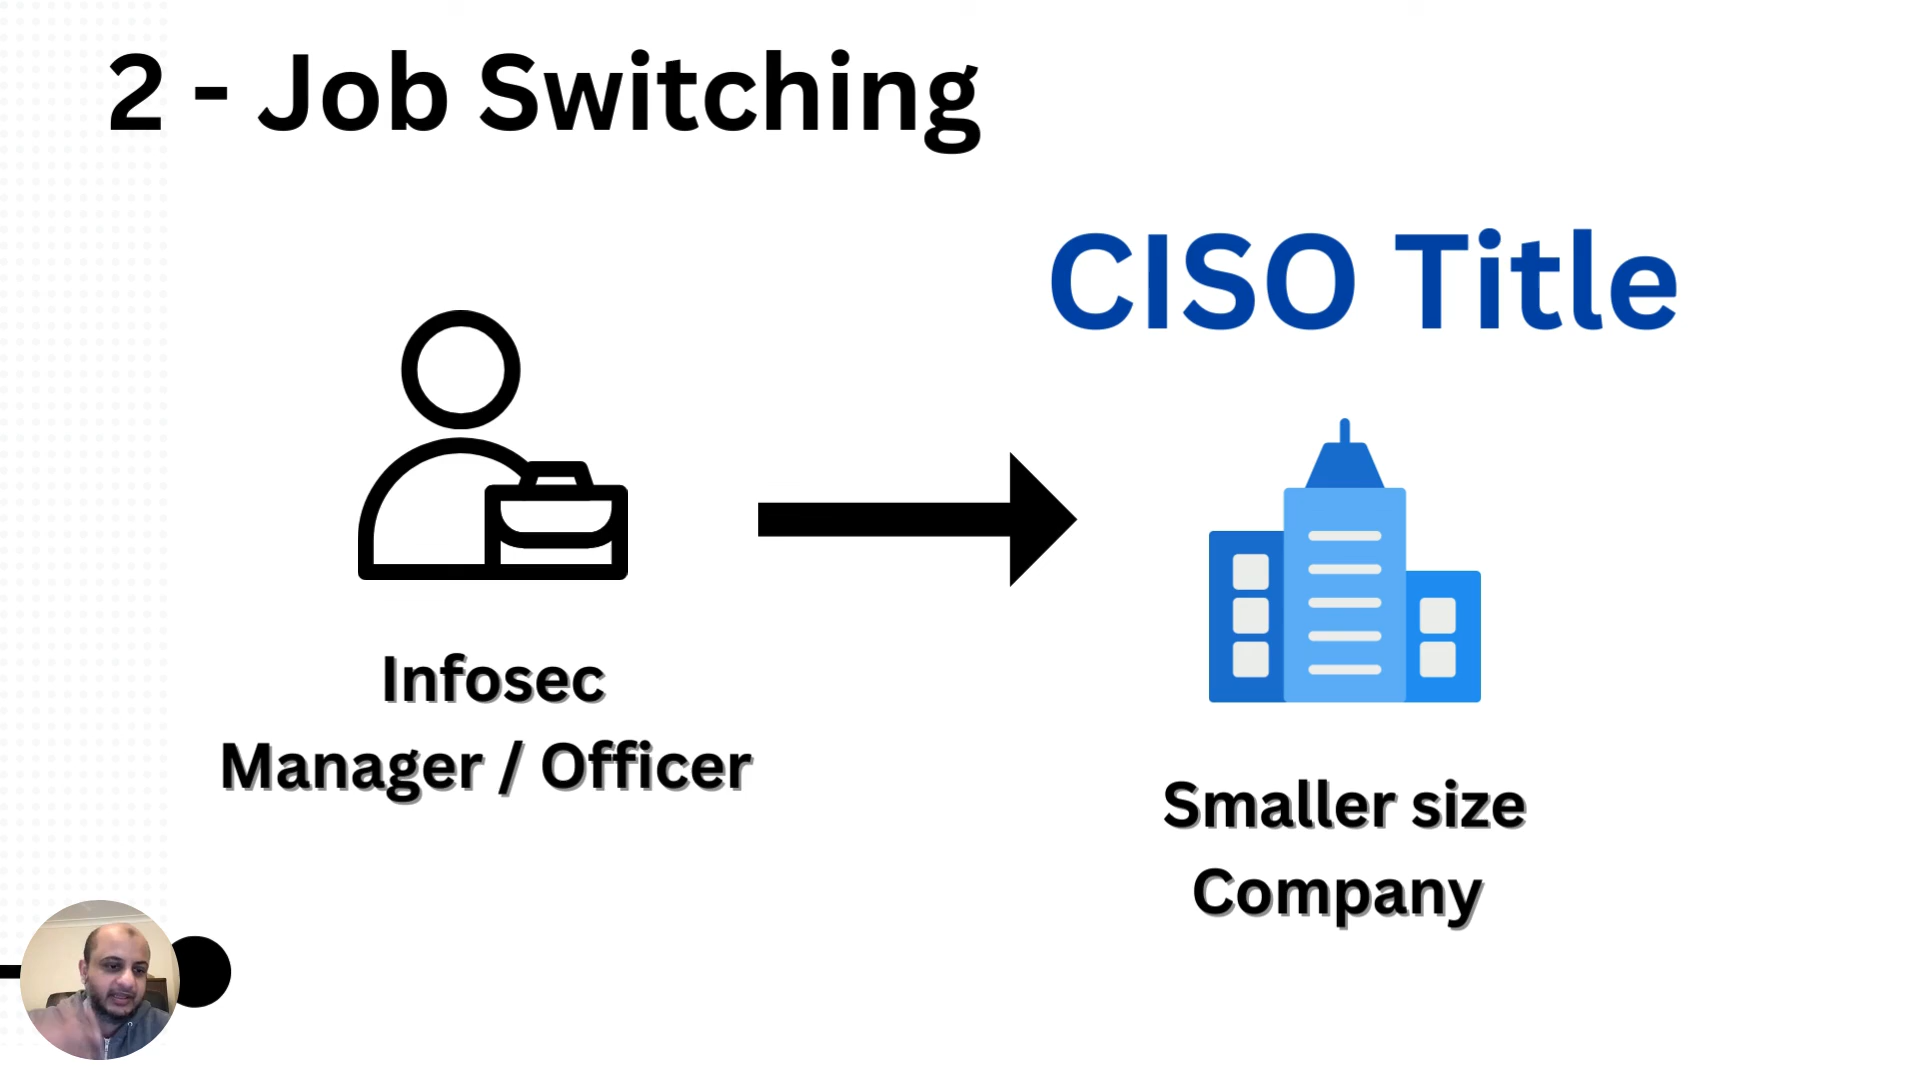 2 - Job Switching
CISO Title
Infosec
Manager / Officer
Smaller size
Company